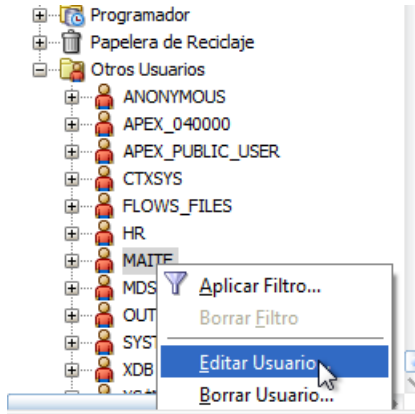 Programador
Papelera de Reciclaje
Otros Usuarios
ANONYMOUS
APEX_040000
APEX_PUBLIC_USER
CTXSYS
FLOWS_FILES
HR
MAITE
Aplicar Filtro...
MDS
Borrar Filtro
OUT
SYST
Editar Usuario...
XDB
Borrar Usuario...